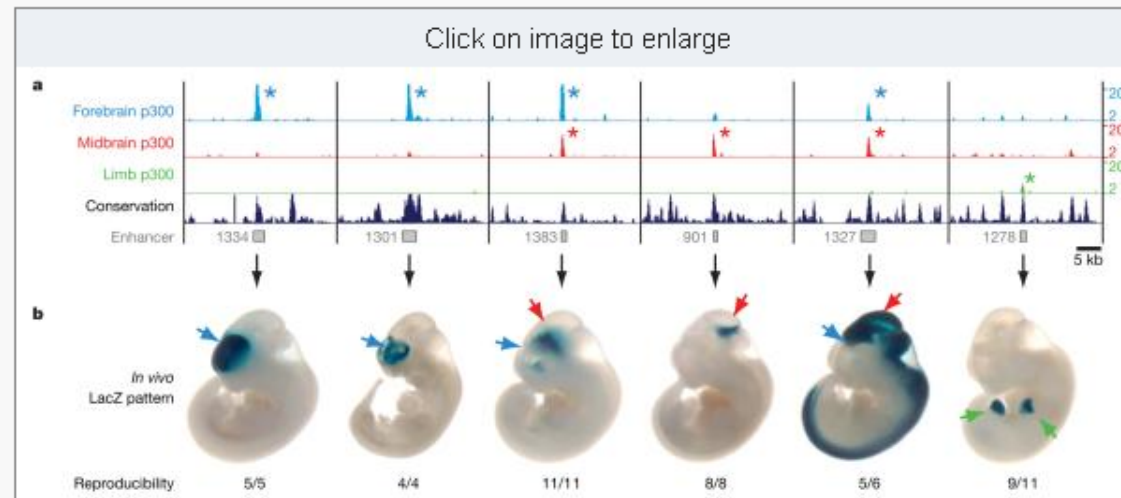 Click on image to enlarge
a
Forebrain p300
20
2
Midbrain p300
20
2
Limb p300
20
2
Conservation
Enhancer 1334 1301 1383 901 1327 1278
5 kb
b
In vivo
LacZ pattern
Reproducibility 5/5 4/4 11/11 8/8 5/6 9/11